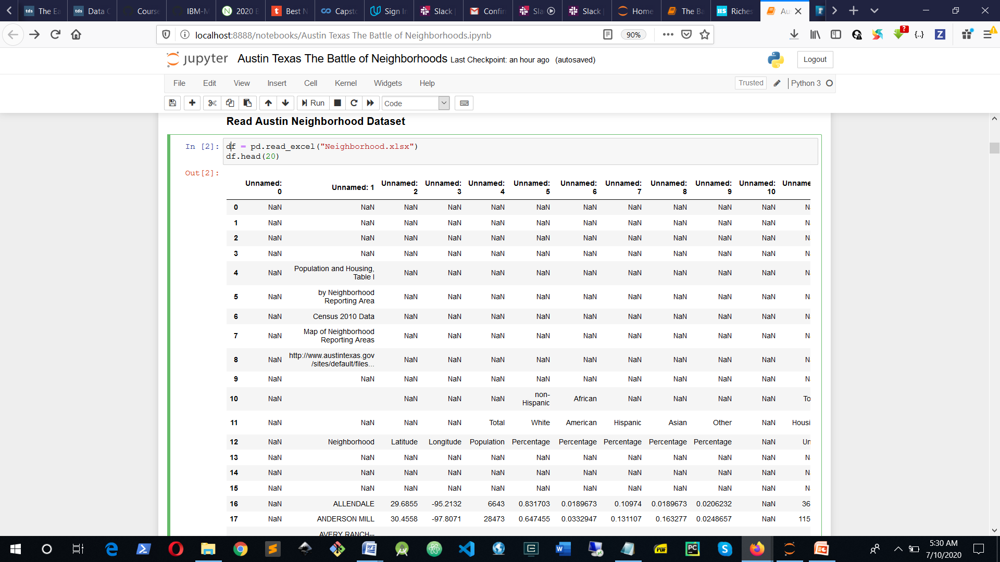 tds The Ea tds Data C Course IBM-M 2020 E Best N Capsto Sign In Slack Confir Sla Slack Home The Ba HS Riches Au
localhost:8888/notebooks/Austin Texas The Battle of Neighborhoods.ipynb 90%
jupyter Austin Texas The Battle of Neighborhoods Last Checkpoint: an hour ago (autosaved) Logout
File Edit View Insert Cell Kernel Widgets Help Trusted Python 3
Run Code
Read Austin Neighborhood Dataset
In [2]: df = pd.read_excel("Neighborhood.xlsx")
df.head(20)
Out[2]:
Unnamed: 0 Unnamed: 1 Unnamed: 2 Unnamed: 3 Unnamed: 4 Unnamed: 5 Unnamed: 6 Unnamed: 7 Unnamed: 8 Unnamed: 9 Unnamed: 10 Unname
0 NaN NaN NaN NaN NaN NaN NaN NaN NaN NaN NaN N
1 NaN NaN NaN NaN NaN NaN NaN NaN NaN NaN NaN N
2 NaN NaN NaN NaN NaN NaN NaN NaN NaN NaN NaN N
3 NaN NaN NaN NaN NaN NaN NaN NaN NaN NaN NaN N
4 NaN Population and Housing, Table I NaN NaN NaN NaN NaN NaN NaN NaN NaN N
5 NaN by Neighborhood Reporting Area NaN NaN NaN NaN NaN NaN NaN NaN NaN N
6 NaN Census 2010 Data NaN NaN NaN NaN NaN NaN NaN NaN NaN N
7 NaN Map of Neighborhood Reporting Areas NaN NaN NaN NaN NaN NaN NaN NaN NaN N
8 NaN http://www.austintexas.gov/sites/default/files... NaN NaN NaN NaN NaN NaN NaN NaN NaN N
9 NaN NaN NaN NaN NaN NaN NaN NaN NaN NaN NaN N
10 NaN NaN NaN NaN non-Hispanic African NaN NaN NaN NaN To
11 NaN NaN NaN NaN Total White American Hispanic Asian Other NaN Housi
12 NaN Neighborhood Latitude Longitude Population Percentage Percentage Percentage Percentage Percentage NaN Un
13 NaN NaN NaN NaN NaN NaN NaN NaN NaN NaN NaN N
14 NaN NaN NaN NaN NaN NaN NaN NaN NaN NaN NaN N
15 NaN NaN NaN NaN NaN NaN NaN NaN NaN NaN NaN N
16 NaN ALLENDALE 29.6855 -95.2132 6643 0.831703 0.0189673 0.10974 0.0189673 0.0206232 NaN 36
17 NaN ANDERSON MILL 30.4558 -97.8071 28473 0.647455 0.0332947 0.131107 0.163277 0.0248657 NaN 115
AVERY RANCH--
5:30 AM
7/10/2020